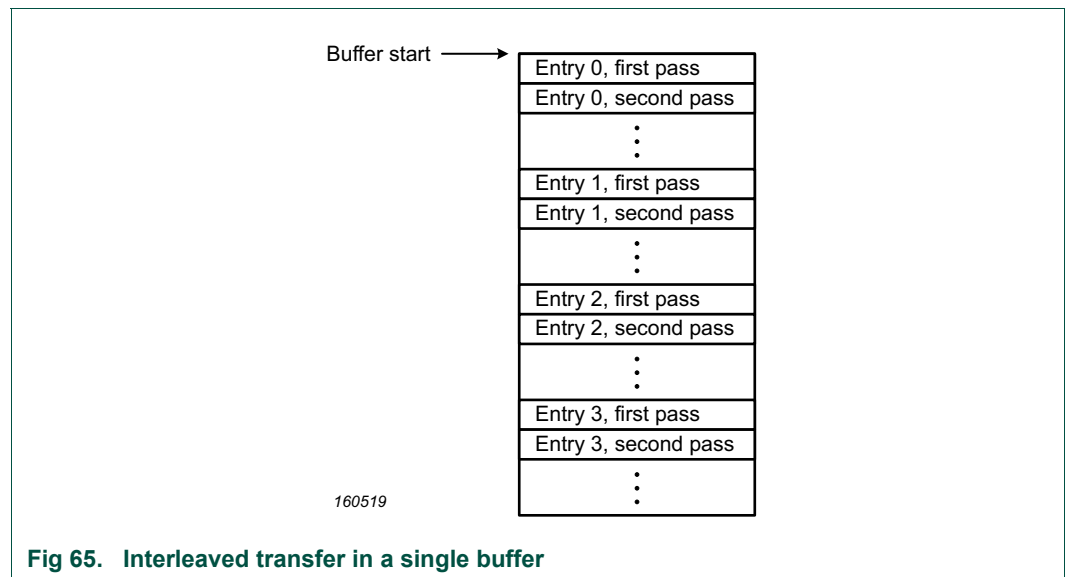 Buffer start
Entry 0, first pass
Entry 0, second pass
Entry 1, first pass
Entry 1, second pass
Entry 2, first pass
Entry 2, second pass
Entry 3, first pass
Entry 3, second pass
160519
Fig 65. Interleaved transfer in a single buffer